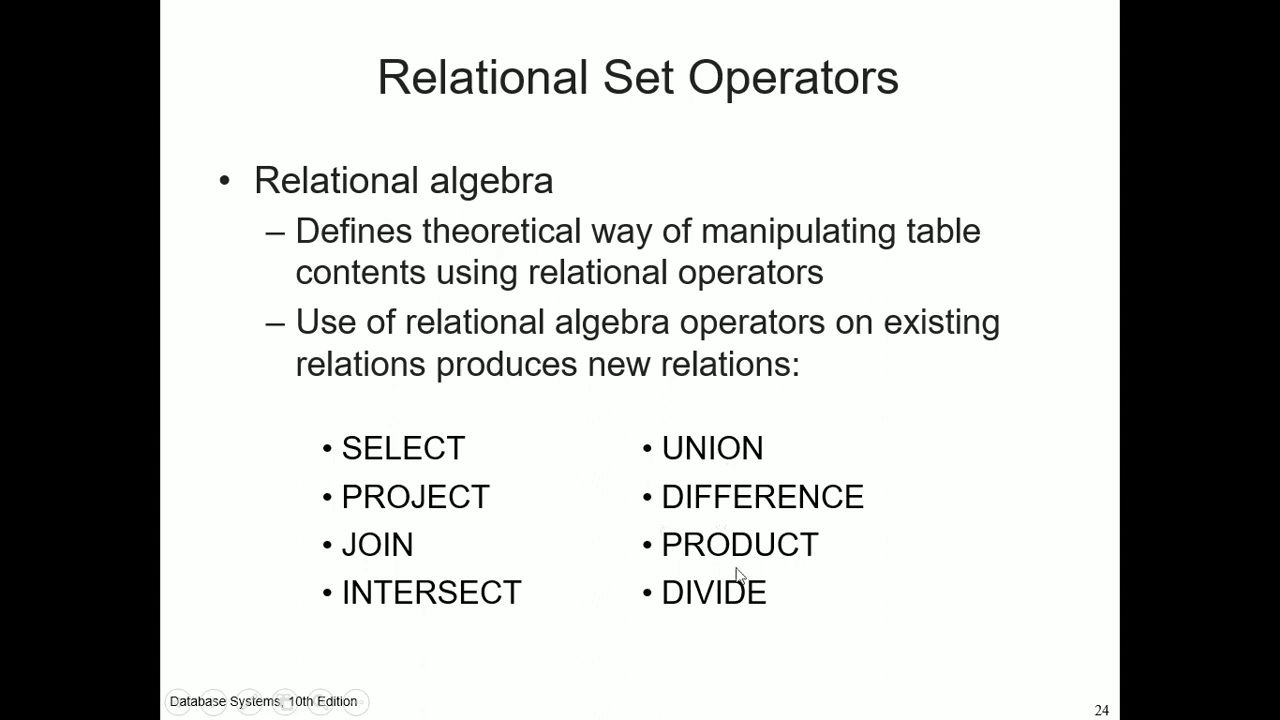 Relational Set Operators
• Relational algebra
– Defines theoretical way of manipulating table
contents using relational operators
– Use of relational algebra operators on existing
relations produces new relations:
• SELECT
• PROJECT
• JOIN
• INTERSECT
• UNION
• DIFFERENCE
• PRODUCT
• DIVIDE
Database Systems, 10th Edition
24